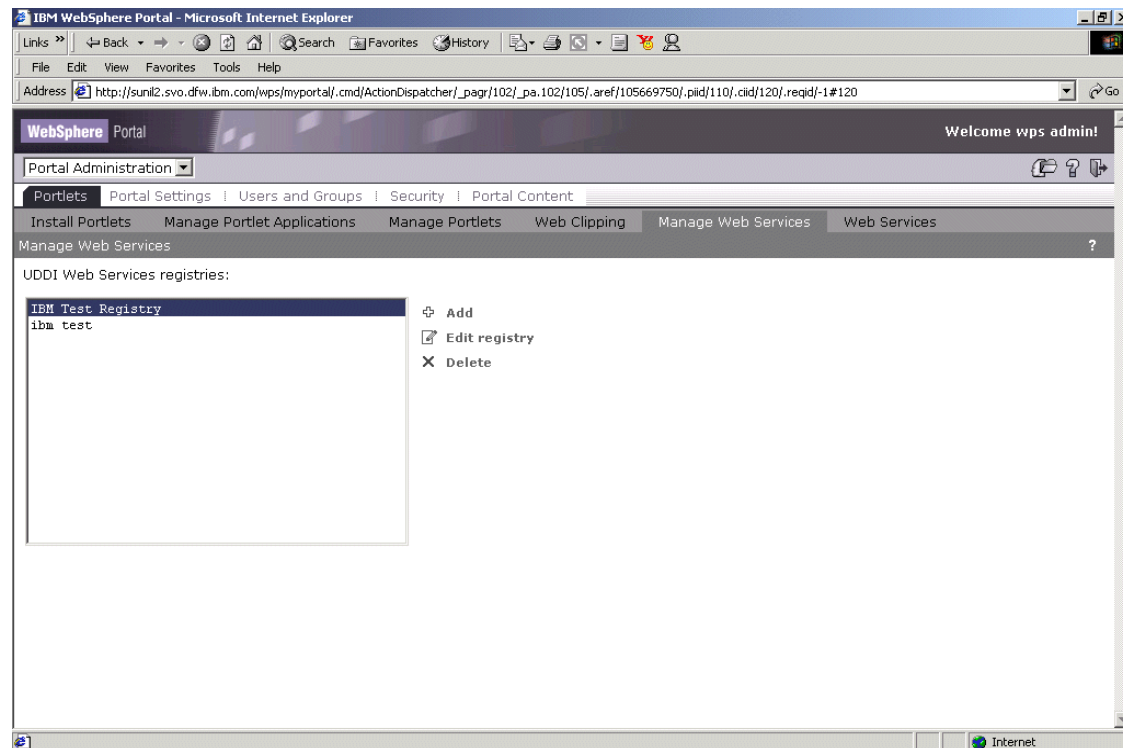 IBM WebSphere Portal - Microsoft Internet Explorer
Links » Back Search Favorites History
File Edit View Favorites Tools Help
Address http://sunil2.svo.dfw.ibm.com/wps/myportal/.cmd/ActionDispatcher/_pagr/102/_pa.102/105/.aref/105669750/.piid/110/.ciid/120/.reqid/-1#120 Go
WebSphere Portal Welcome wps admin!
Portal Administration ?
Portlets Portal Settings | Users and Groups | Security | Portal Content
Install Portlets Manage Portlet Applications Manage Portlets Web Clipping Manage Web Services Web Services
Manage Web Services ?
UDDI Web Services registries:
IBM Test Registry
ibm test
Add
Edit registry
Delete
Internet